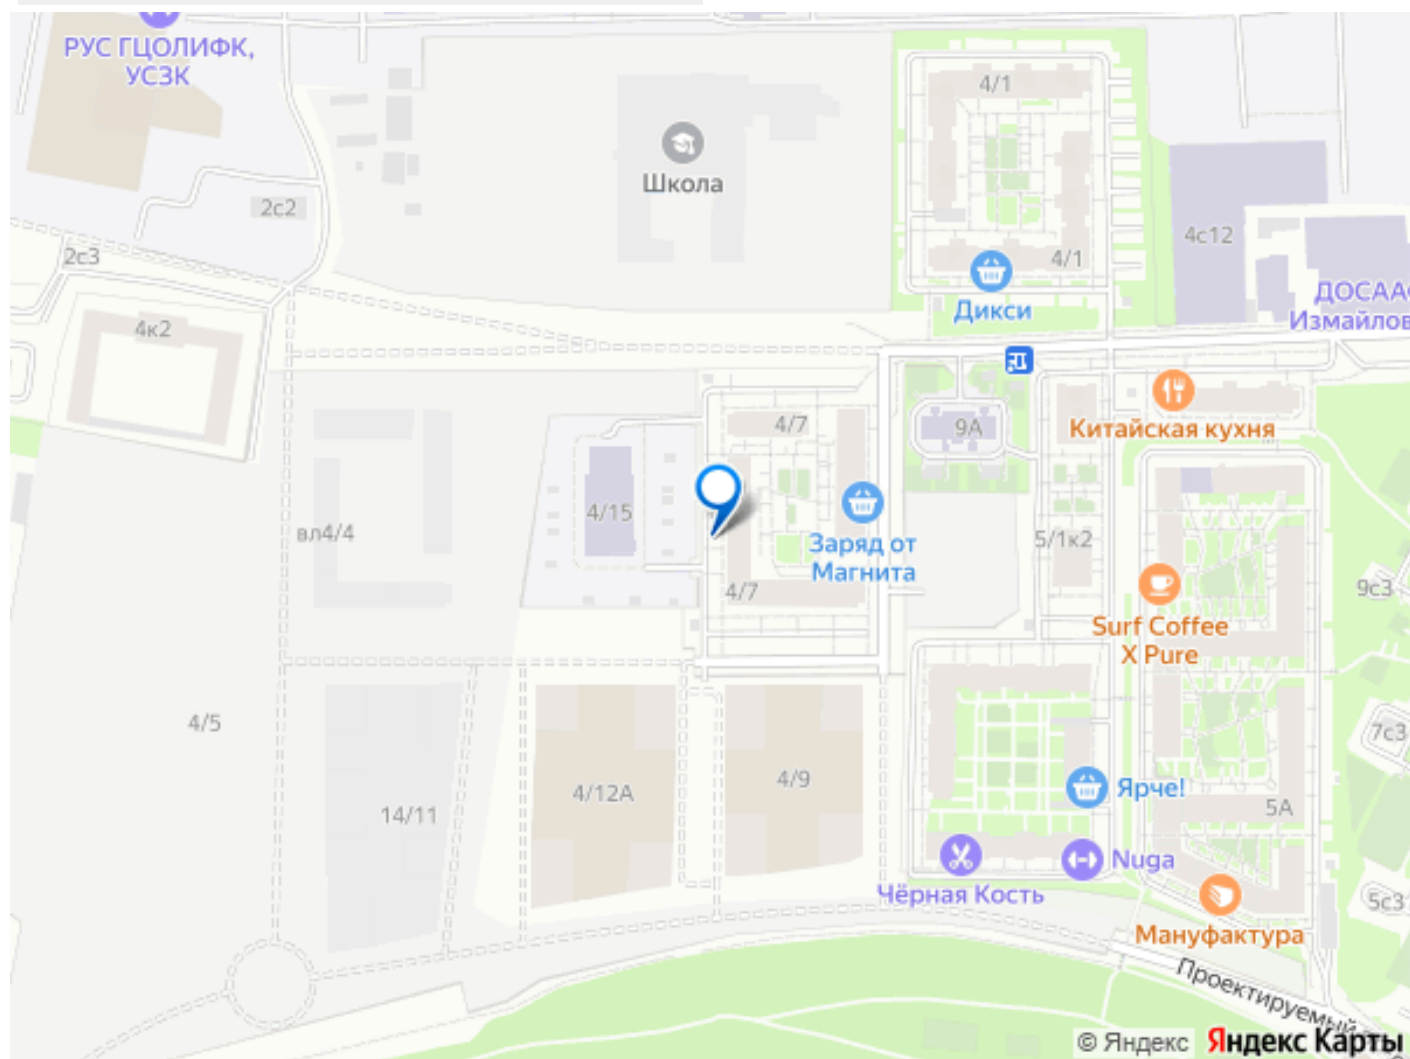 РУС ГЦОЛИФК,
УСЗК
4/1
Школа
2с2
4с12
2с3
4/1
ДОСААФ
Дикси
Измайлов
4к2
4/7
9А
Китайская кухня
4/15
вл4/4
5/1к2
Заряд от
Магнита
4/7
9с3
Surf Coffee
X Pure
4/5
7с3
4/9
4/12А
Ярче!
14/11
5А
Nuga
Чёрная Кость
5с3
Мануфактура
Проектируемый
© Яндекс Яндекс Карты